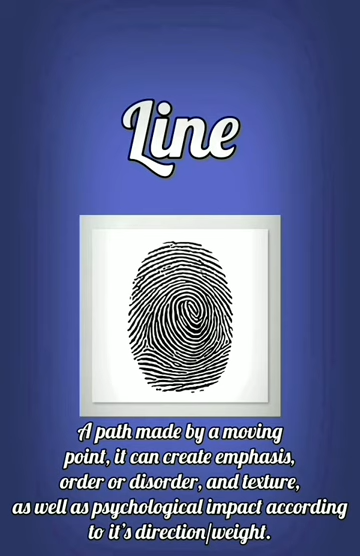 Line
A path made by a moving
point, it can create emphasis,
order or disorder, and texture,
as well as psychological impact according
to it's direction/weight.